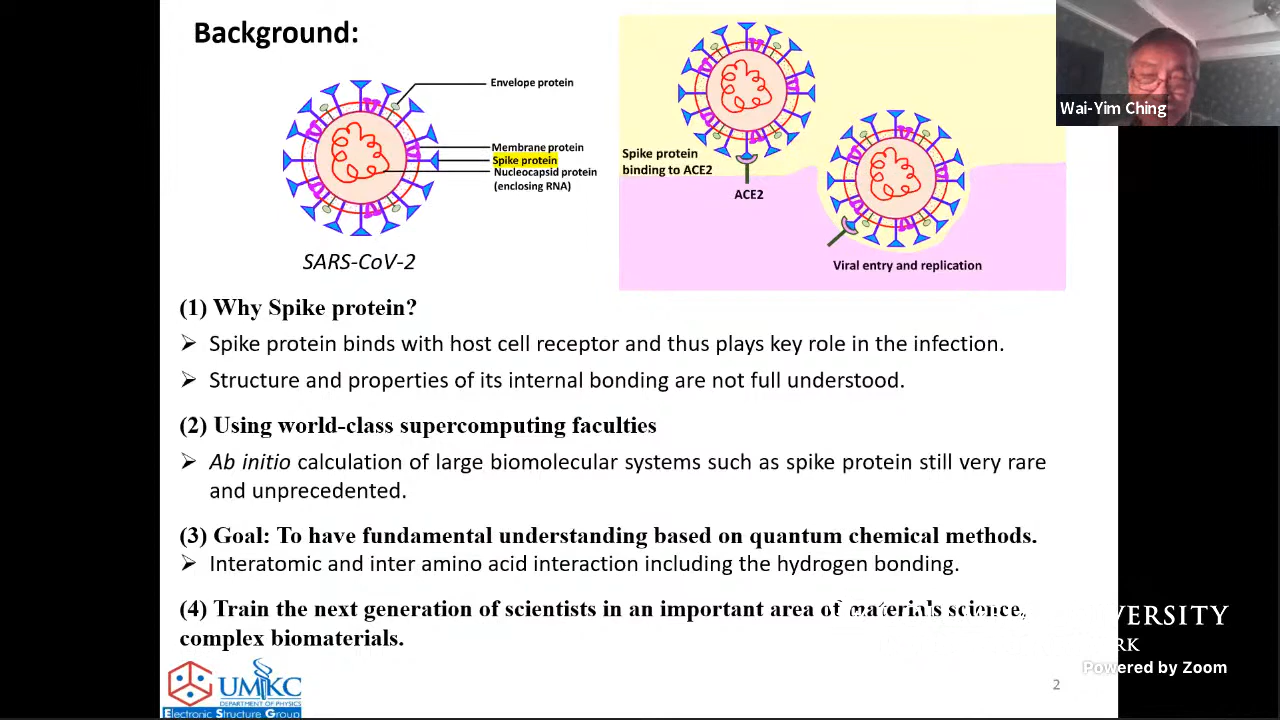 Background:
Envelope protein
Membrane protein
Spike protein
Nucleocapsid protein
(enclosing RNA)
SARS-CoV-2
Spike protein
binding to ACE2
ACE2
Viral entry and replication
Wai-Yim Ching
(1) Why Spike protein?
➢ Spike protein binds with host cell receptor and thus plays key role in the infection.
➢ Structure and properties of its internal bonding are not full understood.
(2) Using world-class supercomputing faculties
➢ Ab initio calculation of large biomolecular systems such as spike protein still very rare
and unprecedented.
(3) Goal: To have fundamental understanding based on quantum chemical methods.
➢ Interatomic and inter amino acid interaction including the hydrogen bonding.
(4) Train the next generation of scientists in an important area of materials science,
complex biomaterials.
UMKC
DEPARTMENT OF PHYSICS
Electronic Structure Group
2
VERSITY
RK
Powered by Zoom